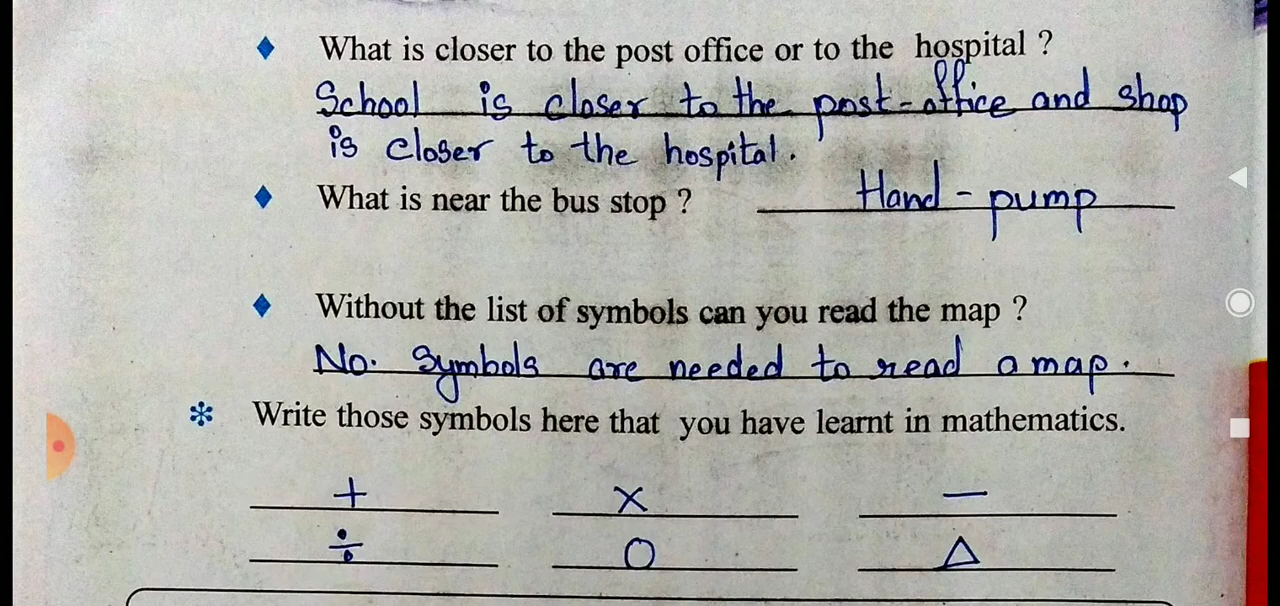 ♦ What is closer to the post office or to the hospital ?
School is closer to the post-office and shop
is closer to the hospital.
♦ What is near the bus stop ? Hand-pump
♦ Without the list of symbols can you read the map ?
No. Symbols are needed to read a map.
✻ Write those symbols here that you have learnt in mathematics.
+ × −
÷ ○ △